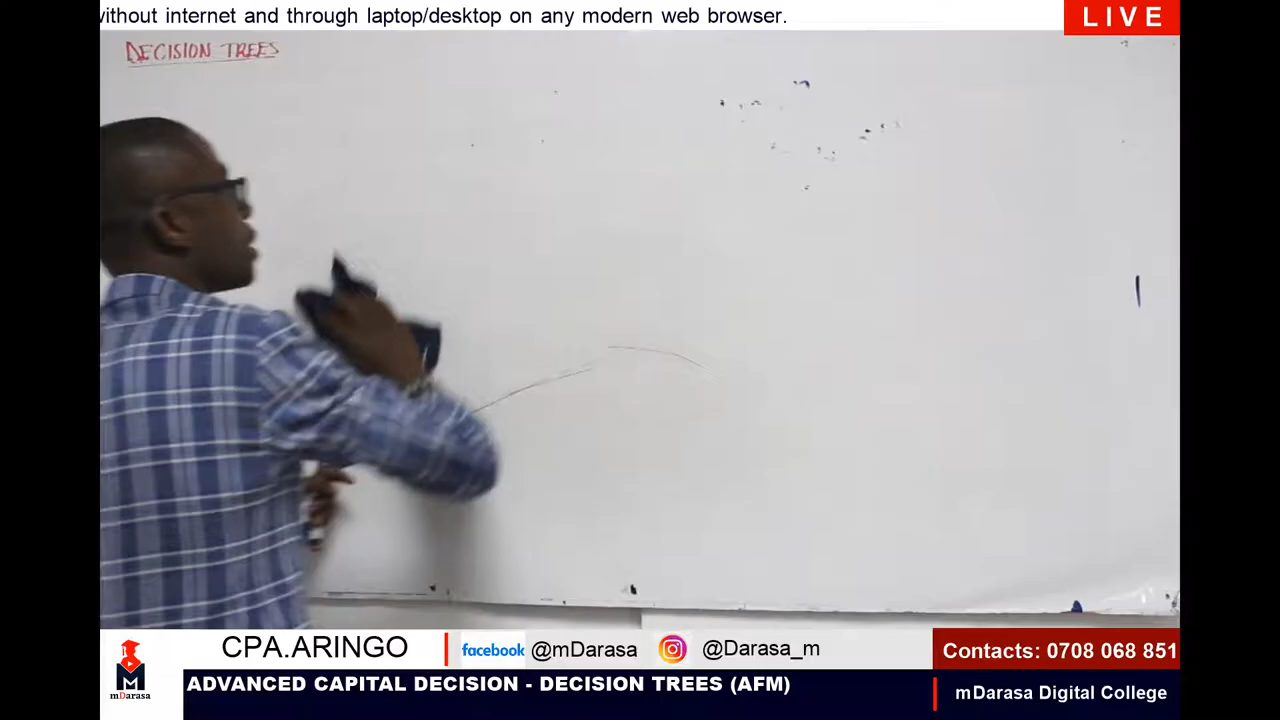 without internet and through laptop/desktop on any modern web browser.
LIVE
DECISION TREES
CPA.ARINGO
facebook @mDarasa
@Darasa_m
Contacts: 0708 068 851
M
mDarasa
ADVANCED CAPITAL DECISION - DECISION TREES (AFM)
mDarasa Digital College